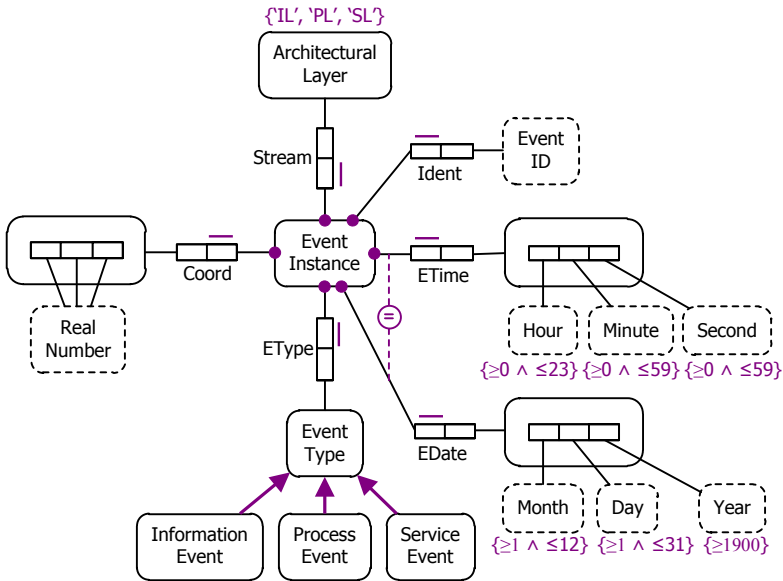 {‘IL’, ‘PL’, ‘SL’}
Architectural
Layer
Stream
Ident
Event
ID
Event
Instance
Coord
ETime
Real
Number
Hour
Minute
Second
{≥0 ∧ ≤23}
{≥0 ∧ ≤59}
{≥0 ∧ ≤59}
=
EType
Event
Type
EDate
Month
Day
Year
{≥1 ∧ ≤12}
{≥1 ∧ ≤31}
{≥1900}
Information
Event
Process
Event
Service
Event